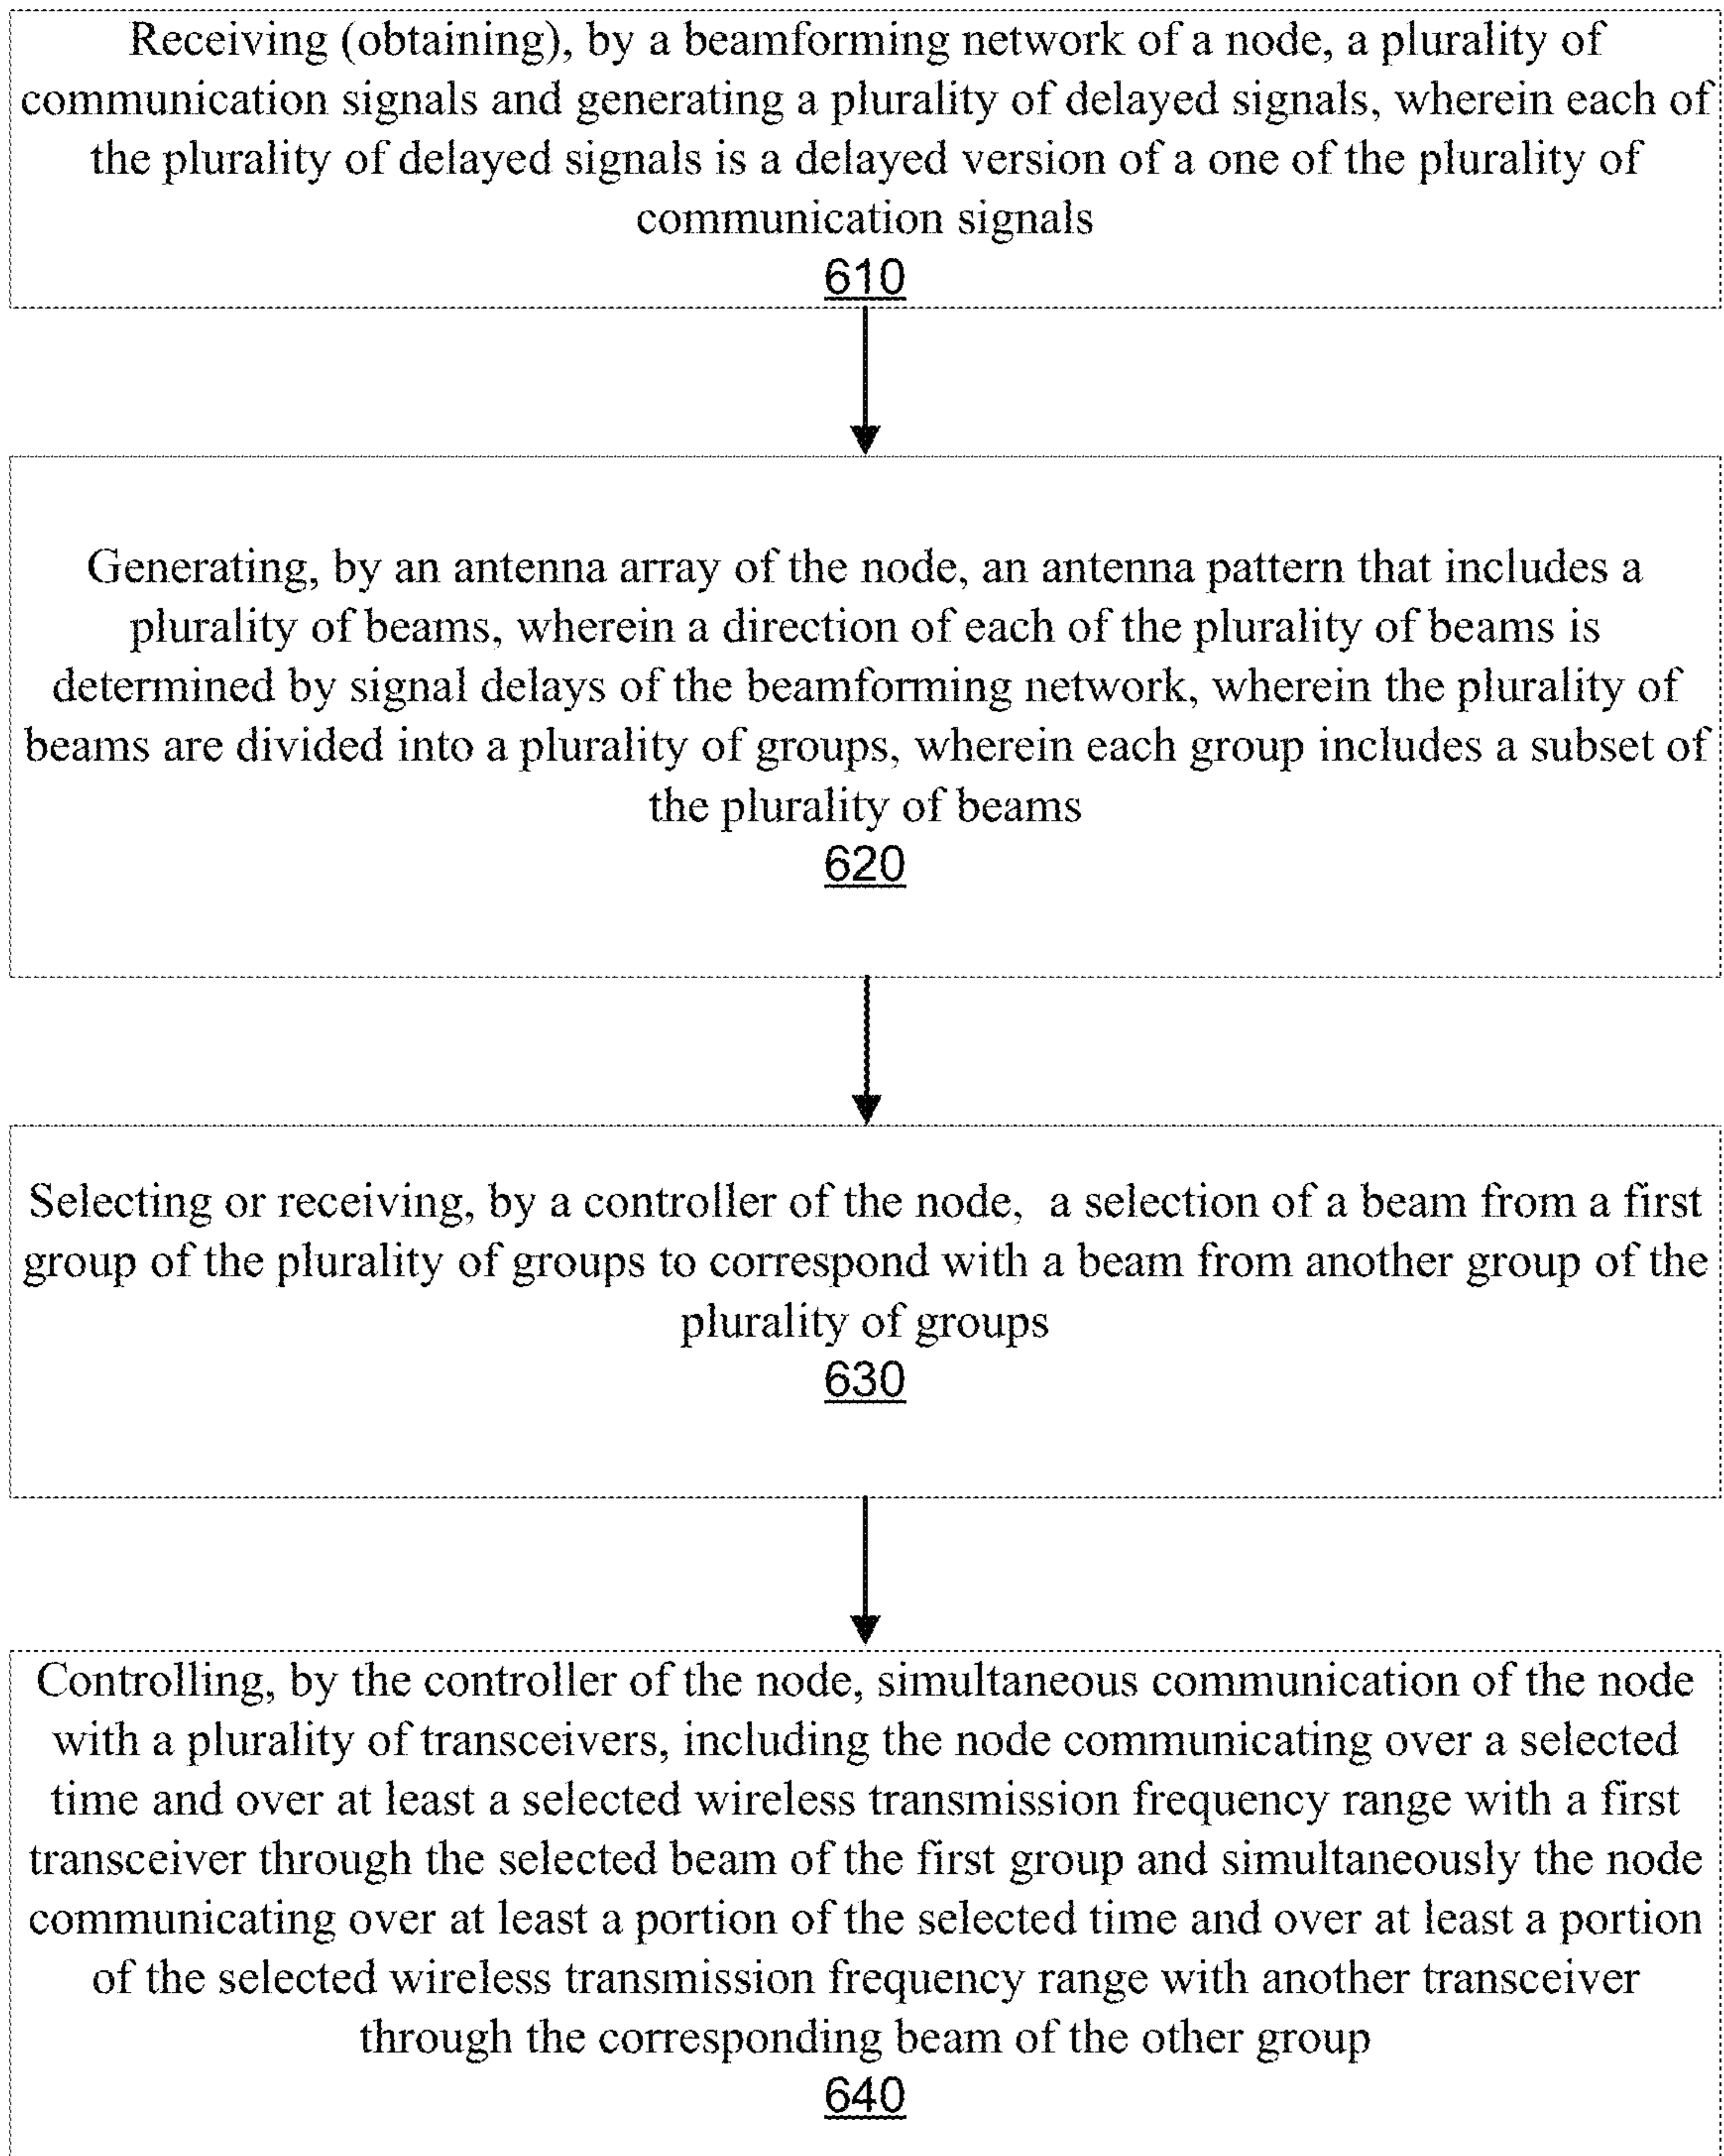 Receiving (obtaining), by a beamforming network of a node, a plurality of
communication signals and generating a plurality of delayed signals, wherein each of
the plurality of delayed signals is a delayed version of a one of the plurality of
communication signals
610
Generating, by an antenna array of the node, an antenna pattern that includes a
plurality of beams, wherein a direction of each of the plurality of beams is
determined by signal delays of the beamforming network, wherein the plurality of
beams are divided into a plurality of groups, wherein each group includes a subset of
the plurality of beams
620
Selecting or receiving, by a controller of the node, a selection of a beam from a first
group of the plurality of groups to correspond with a beam from another group of the
plurality of groups
630
Controlling, by the controller of the node, simultaneous communication of the node
with a plurality of transceivers, including the node communicating over a selected
time and over at least a selected wireless transmission frequency range with a first
transceiver through the selected beam of the first group and simultaneously the node
communicating over at least a portion of the selected time and over at least a portion
of the selected wireless transmission frequency range with another transceiver
through the corresponding beam of the other group
640